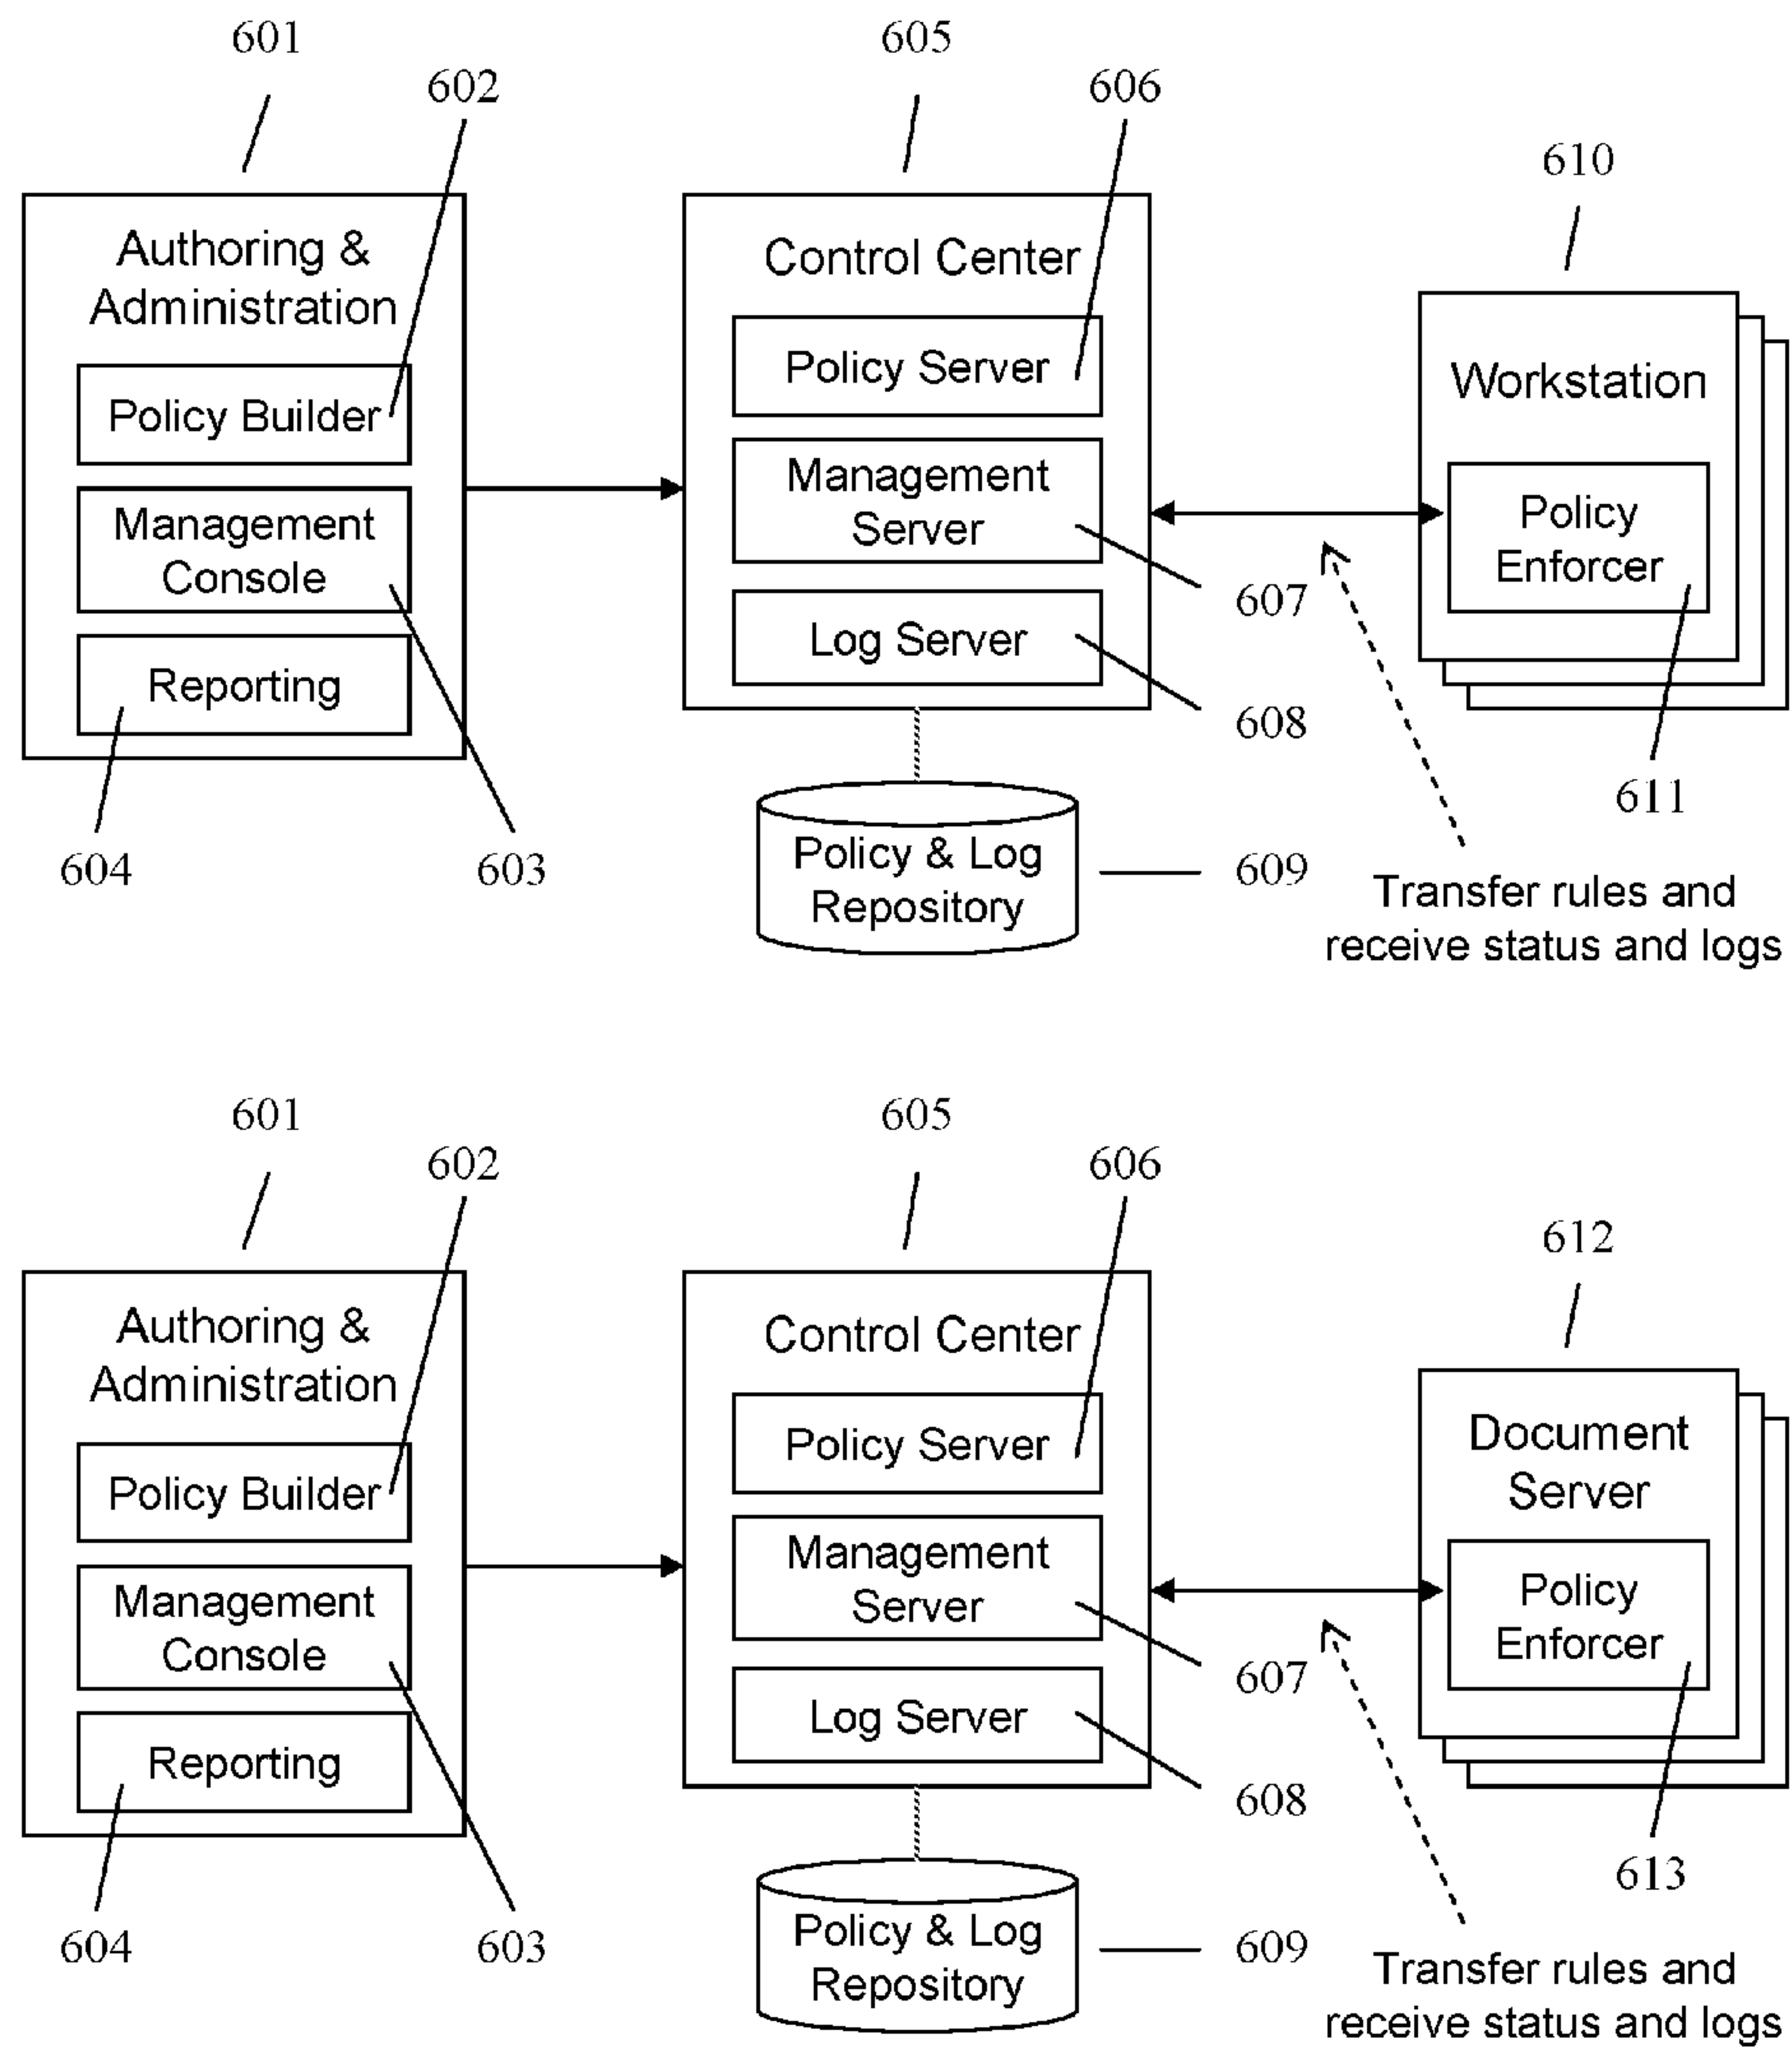 601
605
602
606
610
Authoring &
Administration
Control Center
Policy Server
Workstation
Policy Builder
Management
Server
Management
Console
Policy
Enforcer
607
Log Server
Reporting
608
611
604
603
Policy & Log
Repository
609
Transfer rules and
receive status and logs
601
605
602
606
612
Authoring &
Administration
Control Center
Policy Server
Document
Server
Policy Builder
Management
Server
Management
Console
Policy
Enforcer
607
Log Server
Reporting
608
613
604
603
Policy & Log
Repository
609
Transfer rules and
receive status and logs